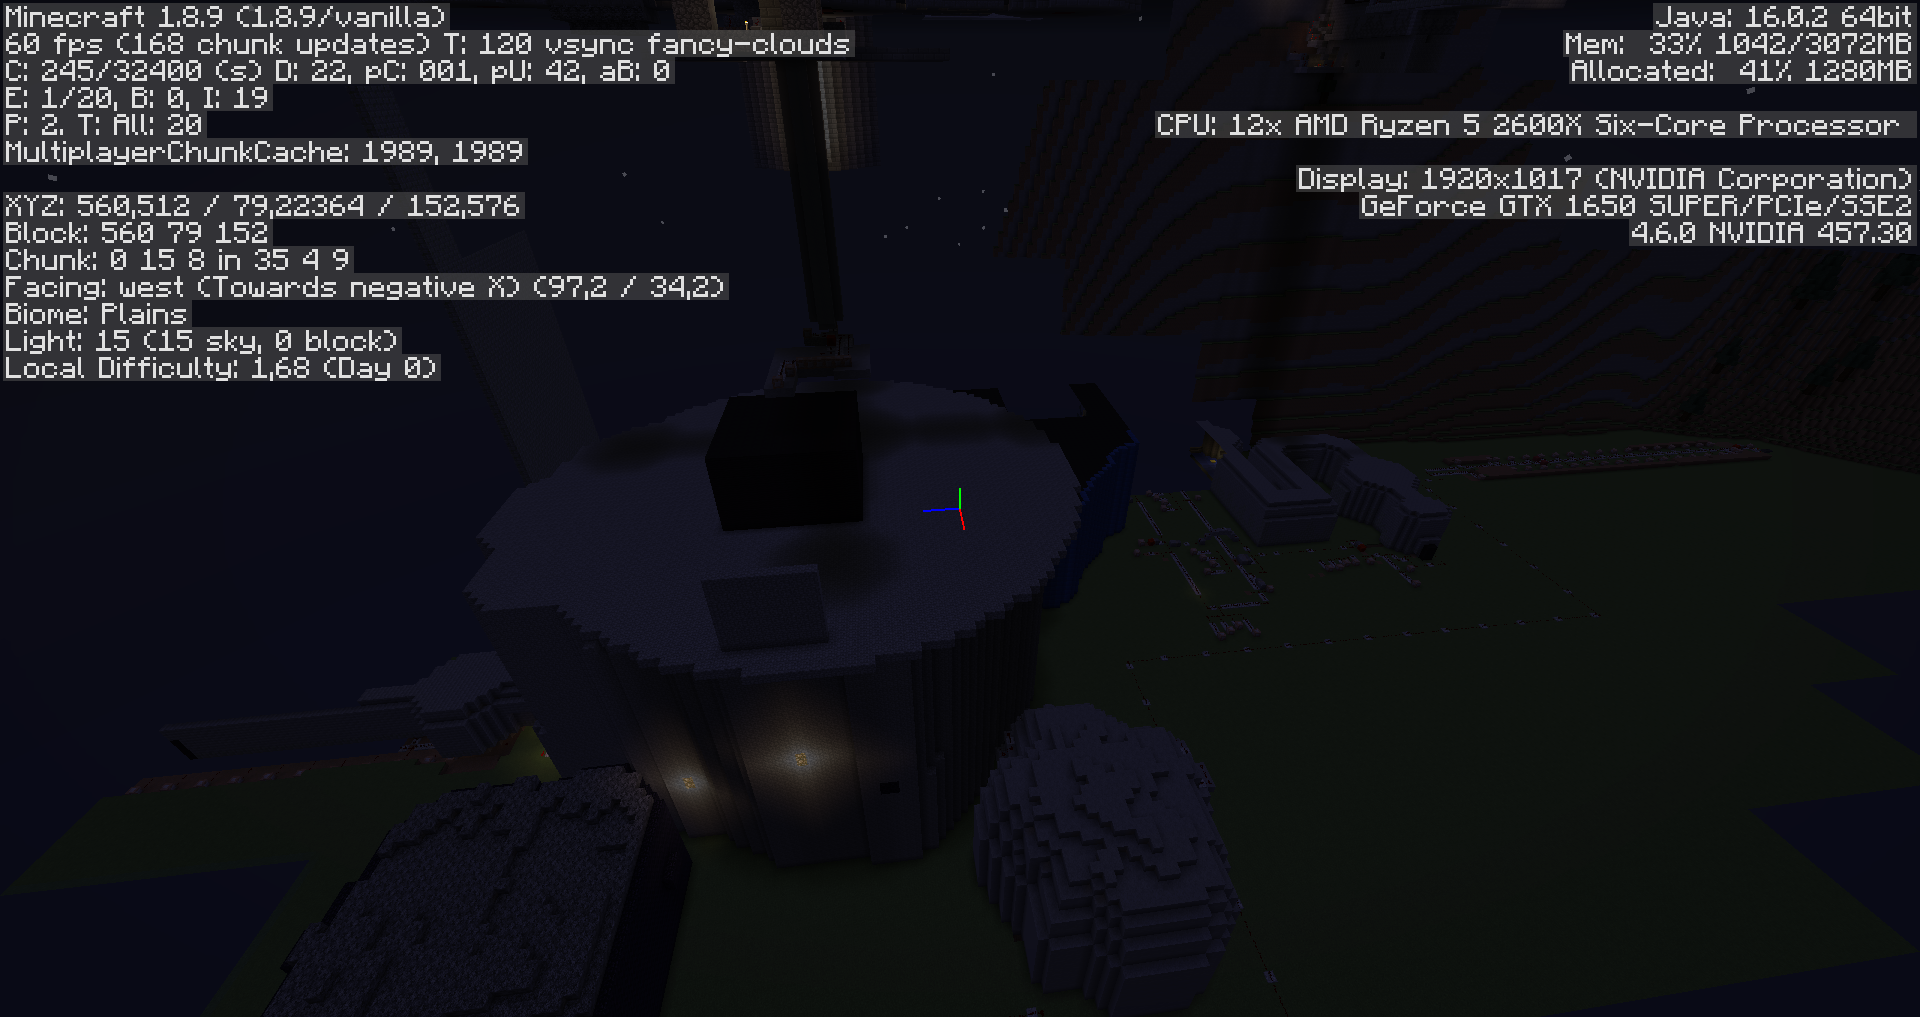 Minecraft 1.8.9 (1.8.9/vanilla)
60 fps (168 chunk updates) T: 120 vsync fancy-clouds
C: 245/32400 (s) D: 22, pC: 001, pU: 42, aB: 0
E: 1/20, B: 0, I: 19
P: 2. T: All: 20
MultiplayerChunkCache: 1989, 1989
XYZ: 560,512 / 79,22364 / 152,576
Block: 560 79 152
Chunk: 0 15 8 in 35 4 9
Facing: west (Towards negative X) (97,2 / 34,2)
Biome: Plains
Light: 15 (15 sky, 0 block)
Local Difficulty: 1,68 (Day 0)
Java: 16.0.2 64bit
Mem: 33% 1042/3072MB
Allocated: 41% 1280MB
CPU: 12x AMD Ryzen 5 2600X Six-Core Processor
Display: 1920x1017 (NVIDIA Corporation)
GeForce GTX 1650 SUPER/PCIe/SSE2
4.6.0 NVIDIA 457.30